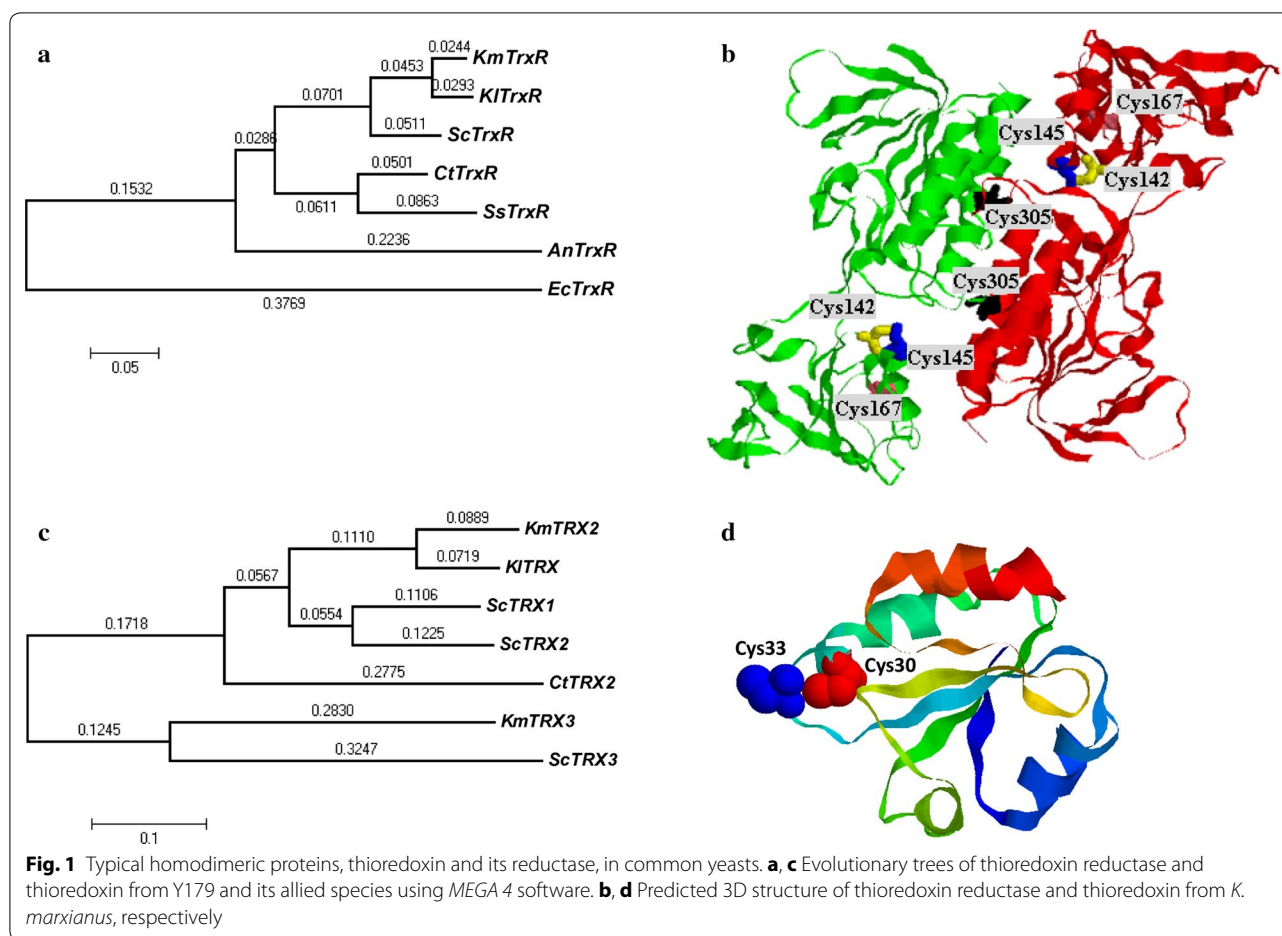 a
0.0244
KmTrxR
0.0453
0.0293
KlTrxR
0.0701
0.0511
ScTrxR
0.0286
0.0501
CtTrxR
0.1532
0.0611
0.0863
SsTrxR
0.2236
AnTrxR
EcTrxR
0.3769
0.05
b
Cys167
Cys145
Cys142
Cys305
Cys305
Cys142
Cys145
Cys167
c
0.0889
KmTRX2
0.1110
0.0719
KlTRX
0.0567
0.1106
ScTRX1
0.0554
0.1225
ScTRX2
0.1718
0.2775
CtTRX2
0.2830
KmTRX3
0.1245
0.3247
ScTRX3
0.1
d
Cys33
Cys30
Fig. 1 Typical homodimeric proteins, thioredoxin and its reductase, in common yeasts. a, c Evolutionary trees of thioredoxin reductase and
thioredoxin from Y179 and its allied species using MEGA 4 software. b, d Predicted 3D structure of thioredoxin reductase and thioredoxin from K.
marxianus, respectively